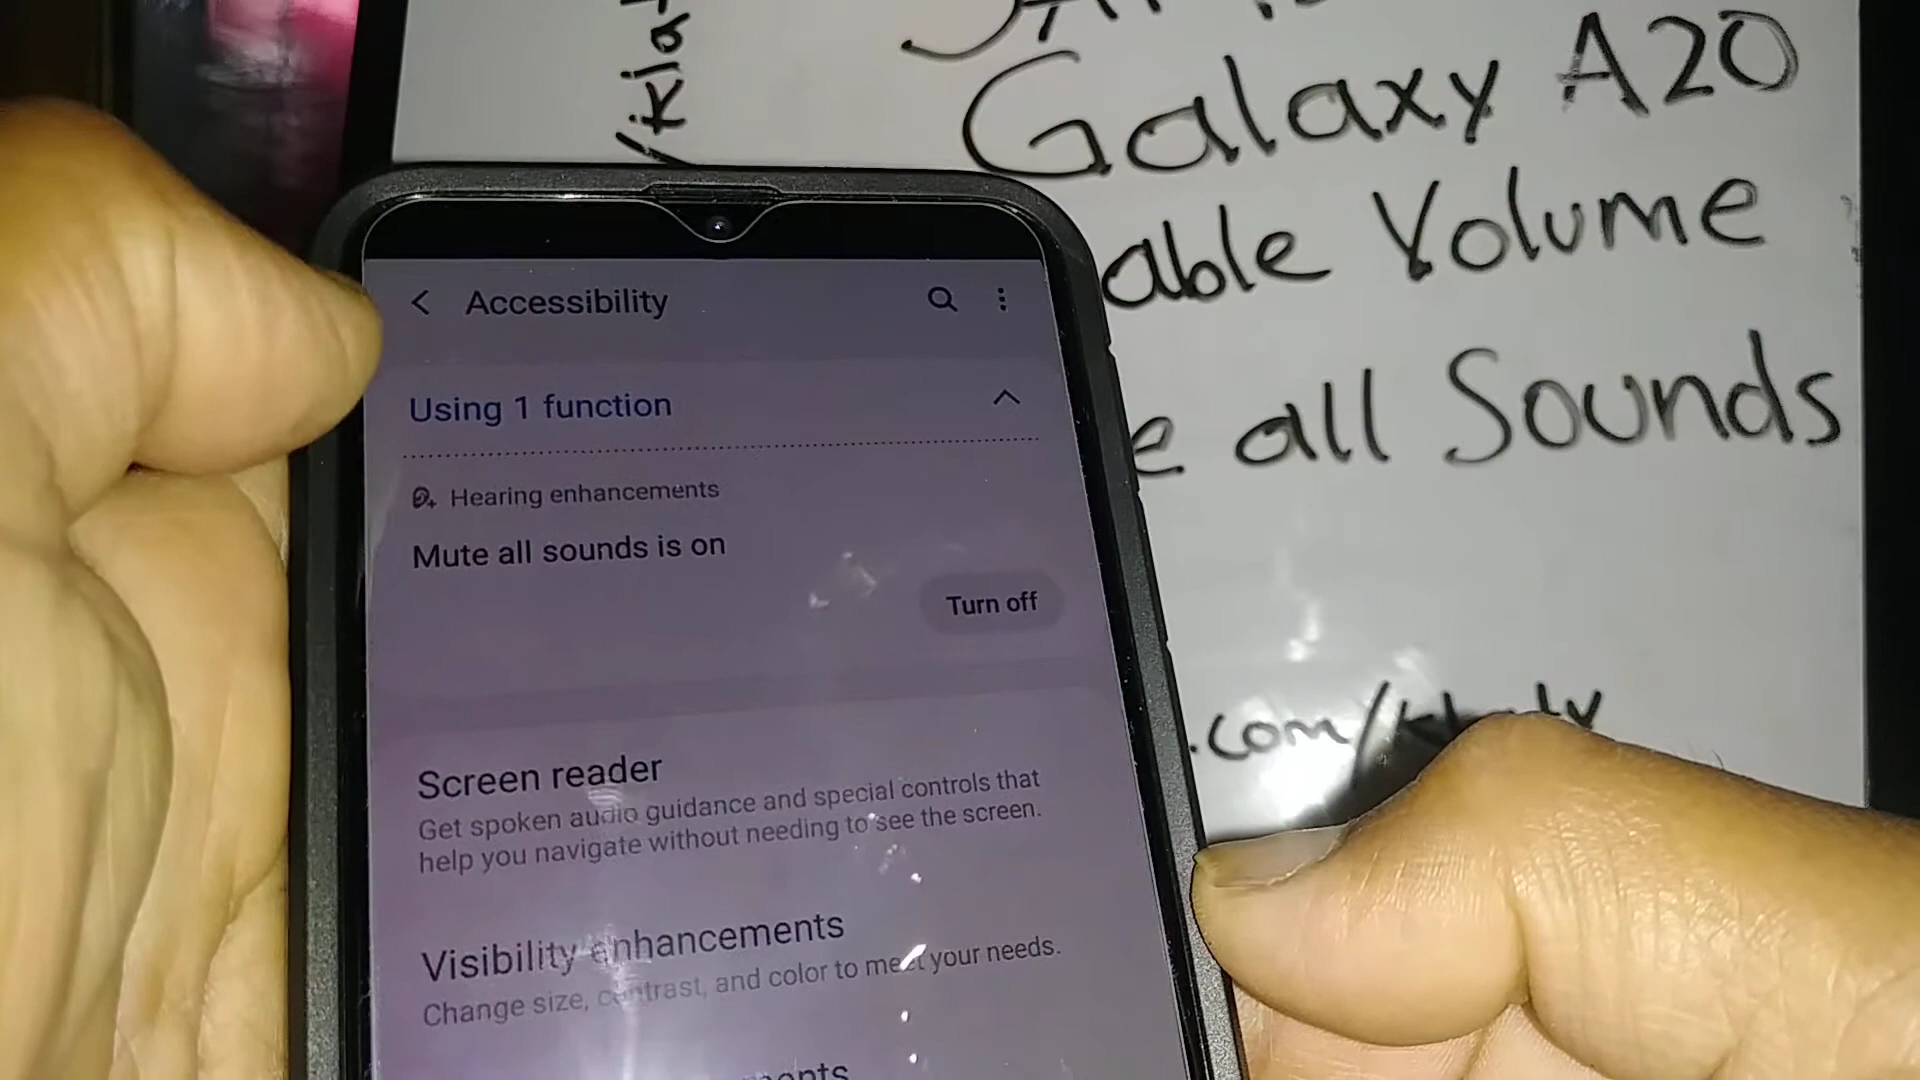 Galaxy A20
able Volume
e all Sounds
.com/
Accessibility
Using 1 function
Hearing enhancements
Mute all sounds is on
Turn off
Screen reader
Get spoken audio guidance and special controls that
help you navigate without needing to see the screen.
Visibility enhancements
Change size, contrast, and color to meet your needs.